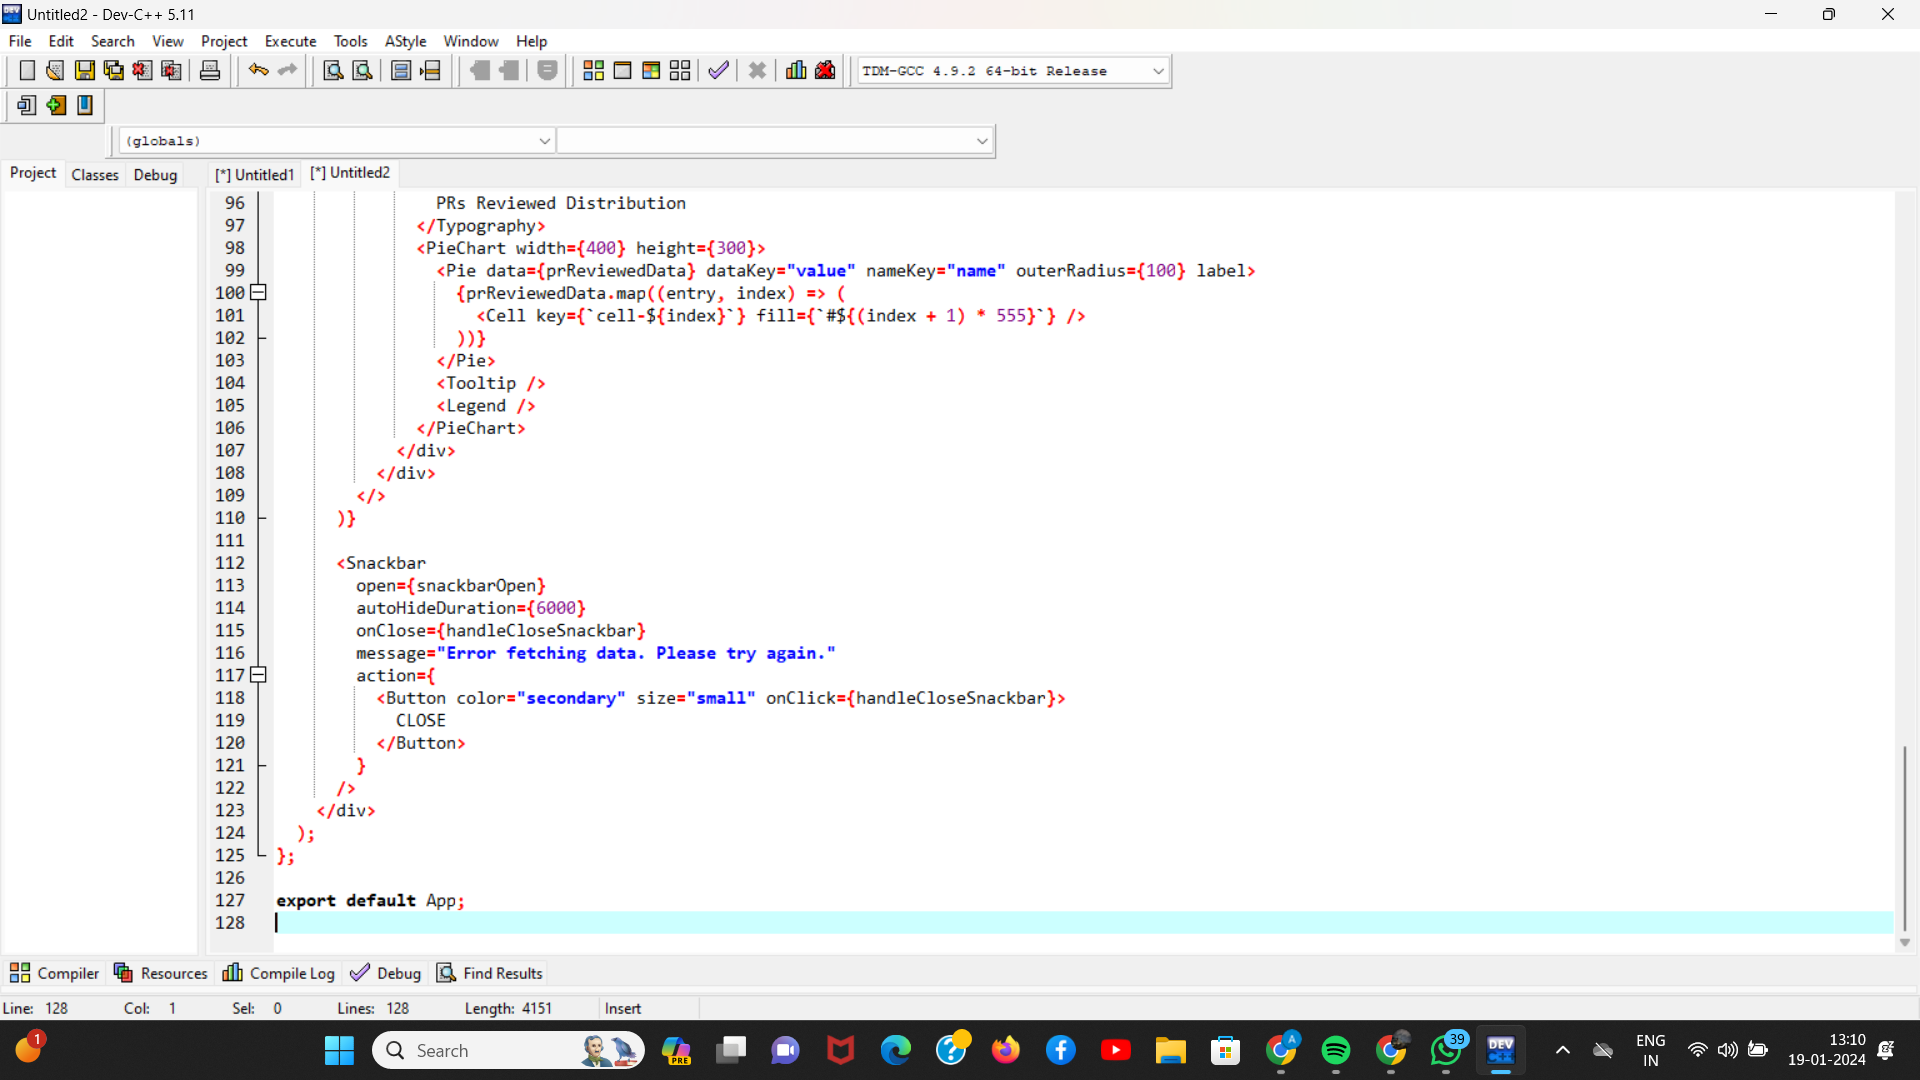 Untitled2 - Dev-C++ 5.11
File Edit Search View Project Execute Tools AStyle Window Help
TDM-GCC 4.9.2 64-bit Release
(globals)
Project Classes Debug [*] Untitled1 [*] Untitled2
96 PRs Reviewed Distribution
97 </Typography>
98 <PieChart width={400} height={300}>
99 <Pie data={prReviewedData} dataKey="value" nameKey="name" outerRadius={100} label>
100 {prReviewedData.map((entry, index) => (
101 <Cell key={`cell-${index}`} fill={`#${(index + 1) * 555}`} />
102 ))}
103 </Pie>
104 <Tooltip />
105 <Legend />
106 </PieChart>
107 </div>
108 </div>
109 </>
110 )}
111
112 <Snackbar
113 open={snackbarOpen}
114 autoHideDuration={6000}
115 onClose={handleCloseSnackbar}
116 message="Error fetching data. Please try again."
117 action={
118 <Button color="secondary" size="small" onClick={handleCloseSnackbar}>
119 CLOSE
120 </Button>
121 }
122 />
123 </div>
124 );
125 };
126
127 export default App;
128
Compiler Resources Compile Log Debug Find Results
Line: 128 Col: 1 Sel: 0 Lines: 128 Length: 4151 Insert
1 Search PRE A 39 DEV C++ ENG IN 13:10 19-01-2024